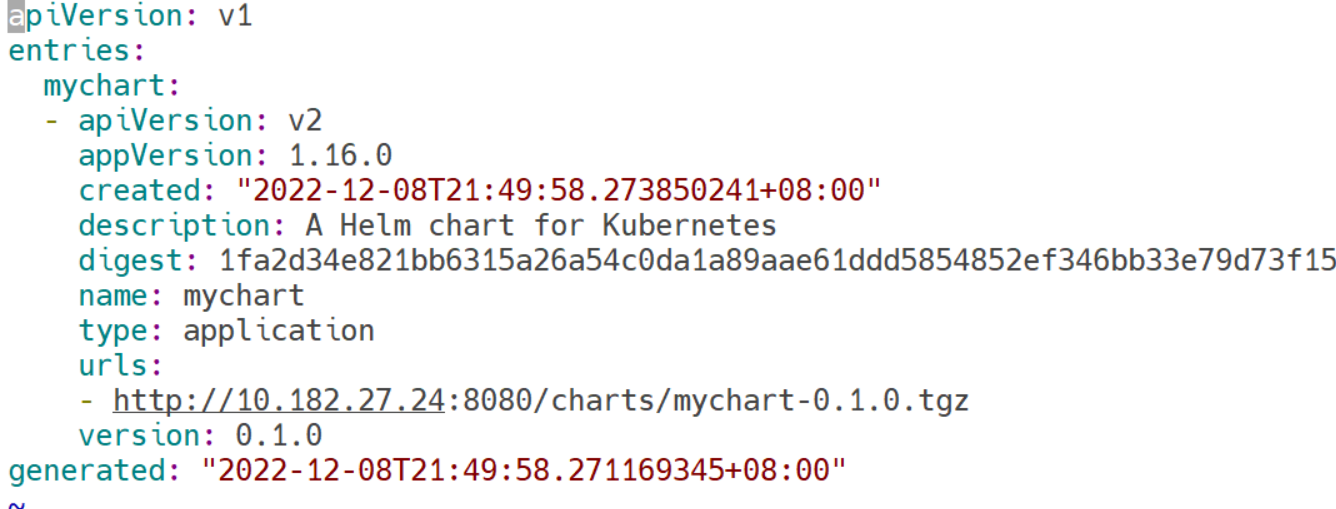 apiVersion: v1
entries:
  mychart:
  - apiVersion: v2
    appVersion: 1.16.0
    created: "2022-12-08T21:49:58.273850241+08:00"
    description: A Helm chart for Kubernetes
    digest: 1fa2d34e821bb6315a26a54c0da1a89aae61ddd5854852ef346bb33e79d73f15
    name: mychart
    type: application
    urls:
    - http://10.182.27.24:8080/charts/mychart-0.1.0.tgz
    version: 0.1.0
generated: "2022-12-08T21:49:58.271169345+08:00"
~